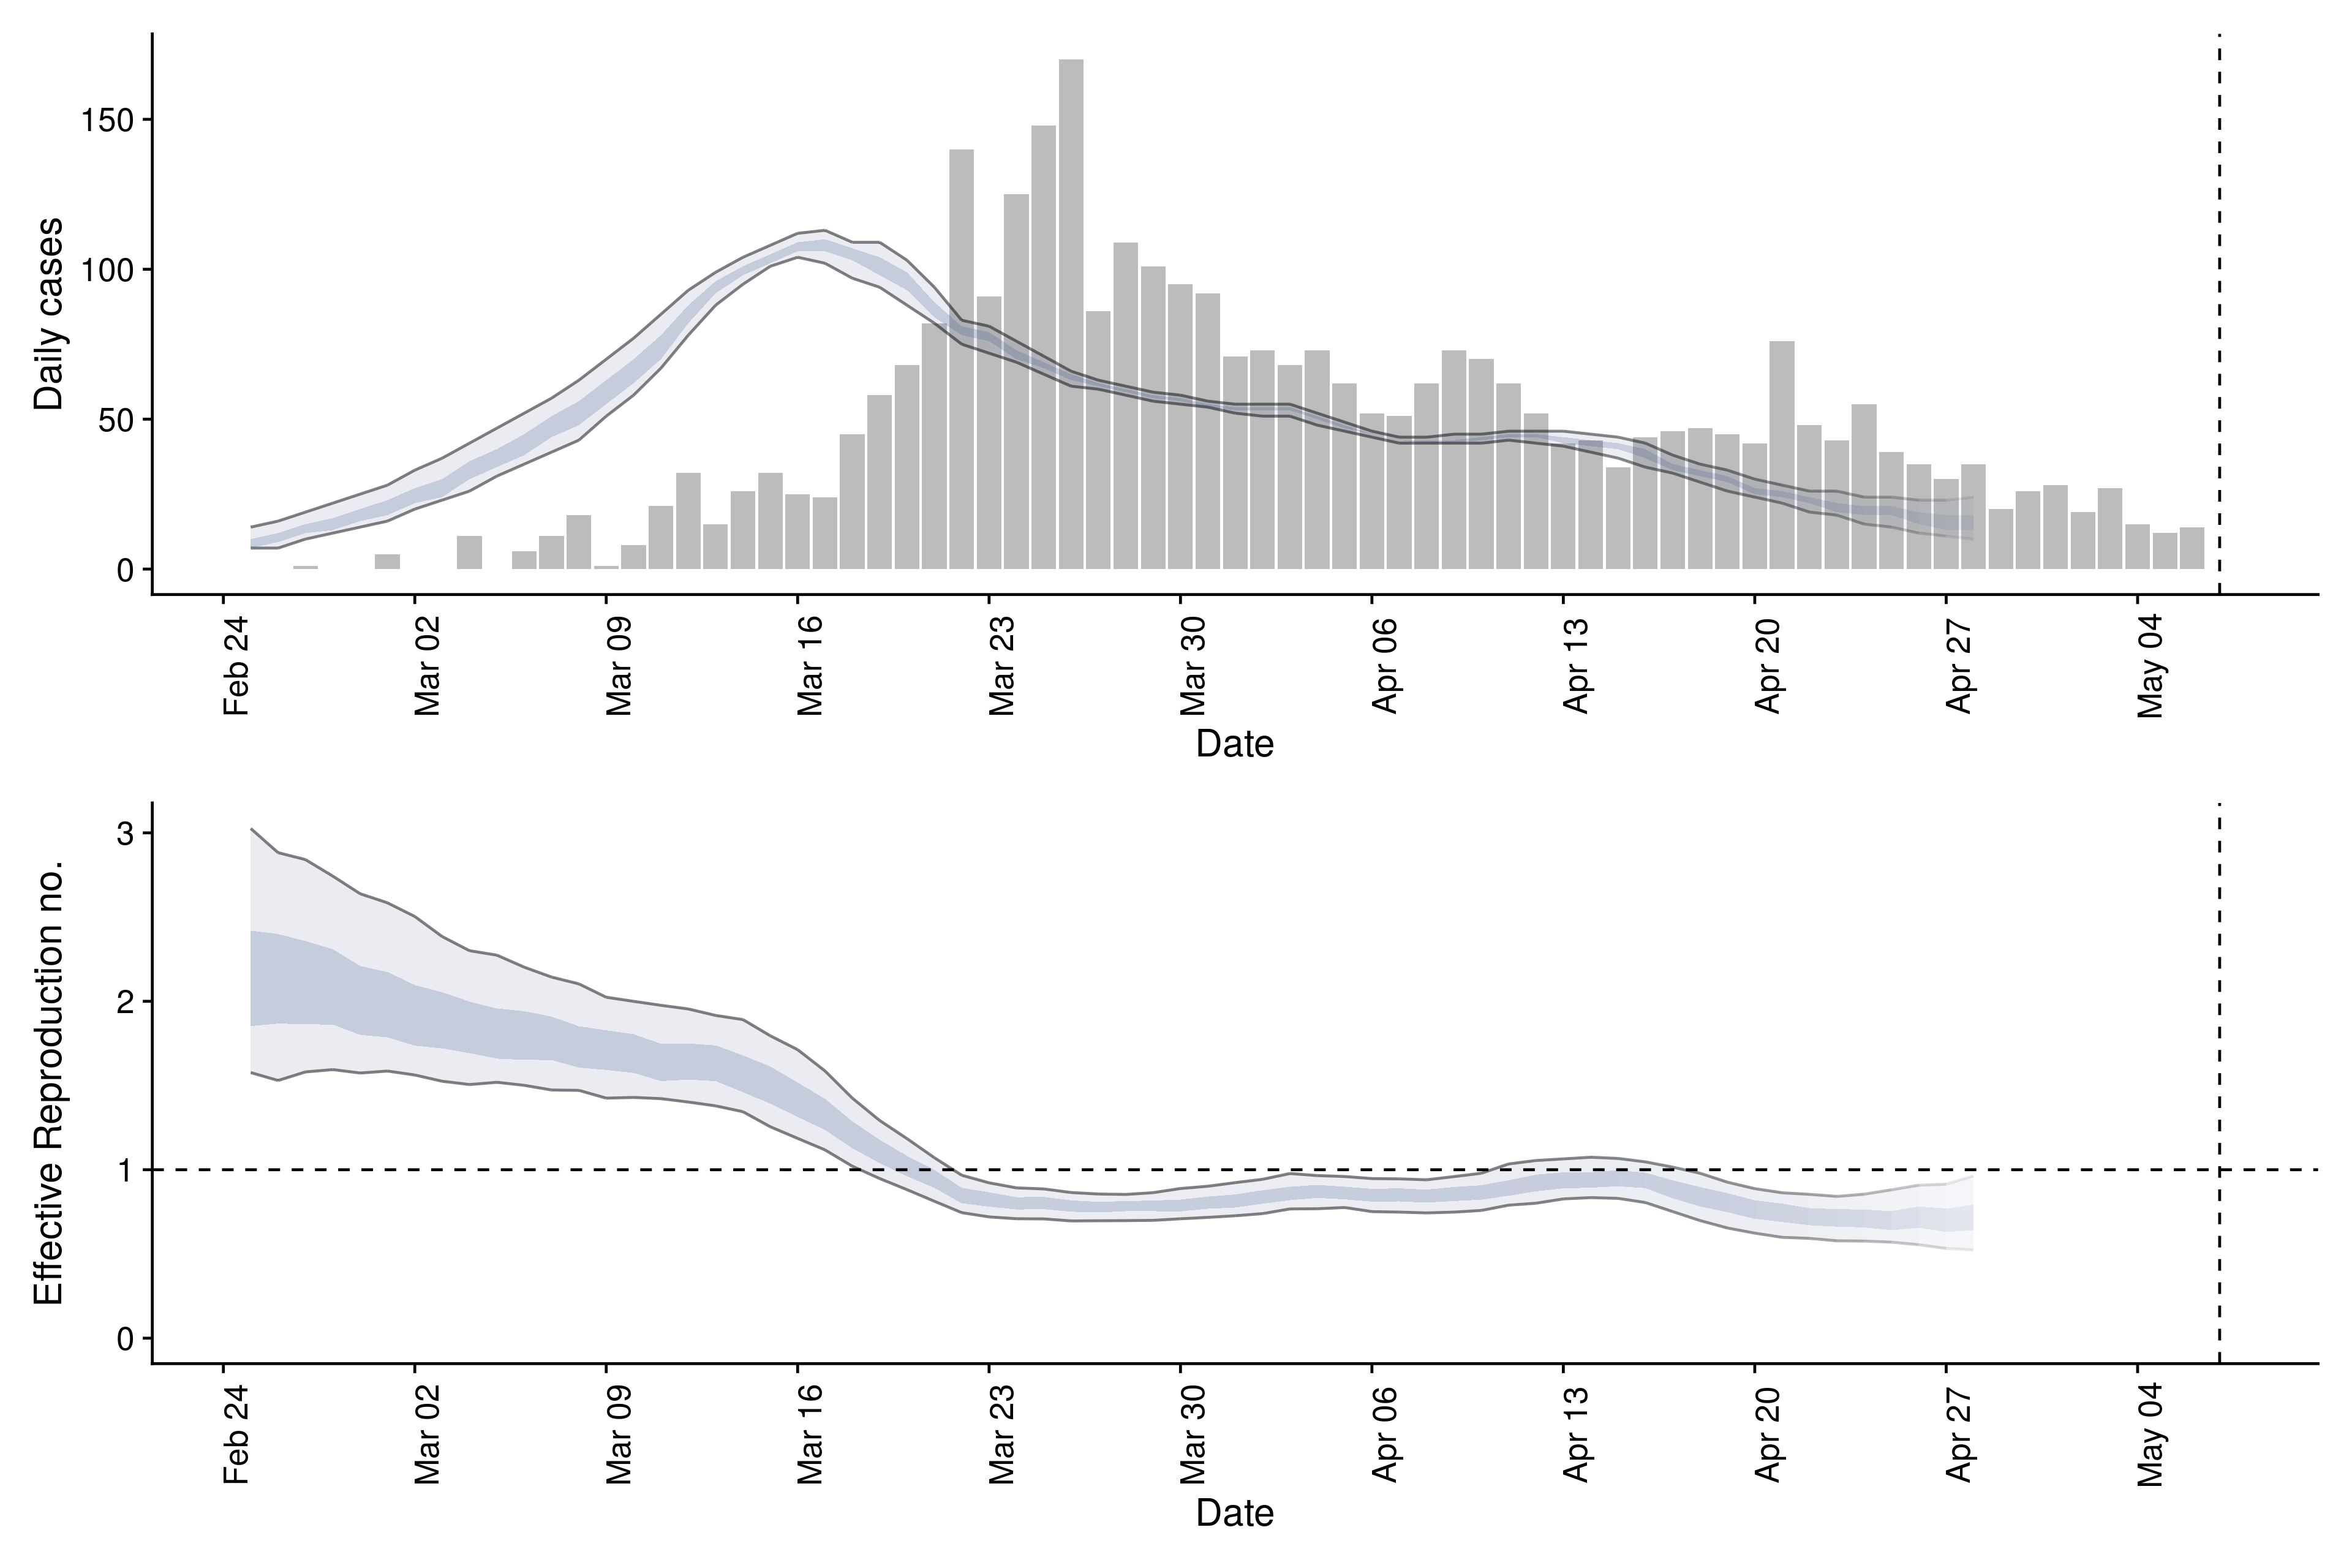 Daily cases
150
100
50
0
Feb 24
Mar 02
Mar 09
Mar 16
Mar 23
Mar 30
Apr 06
Apr 13
Apr 20
Apr 27
May 04
Date
Effective Reproduction no.
3
2
1
0
Feb 24
Mar 02
Mar 09
Mar 16
Mar 23
Mar 30
Apr 06
Apr 13
Apr 20
Apr 27
May 04
Date